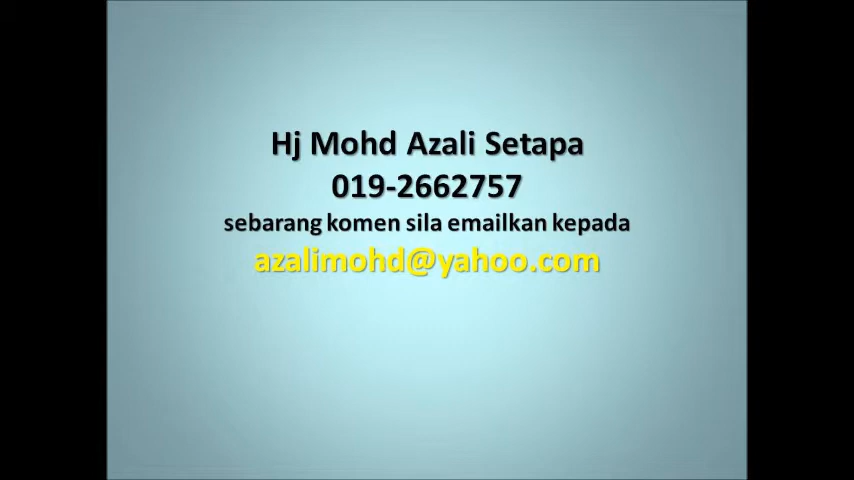 Hj Mohd Azali Setapa
019-2662757
sebarang komen sila emailkan kepada
azalimohd@yahoo.com